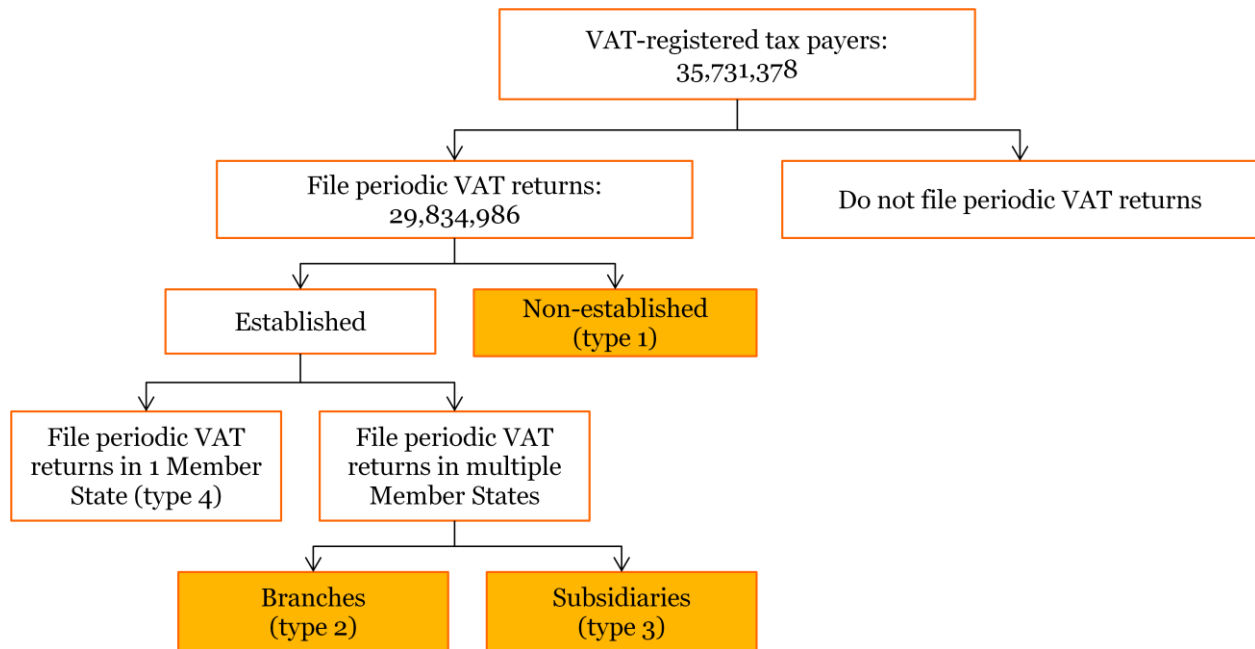 VAT-registered tax payers:
35,731,378
File periodic VAT returns:
29,834,986
Do not file periodic VAT returns
Established
Non-established
(type 1)
File periodic VAT
returns in 1 Member
State (type 4)
File periodic VAT
returns in multiple
Member States
Branches
(type 2)
Subsidiaries
(type 3)